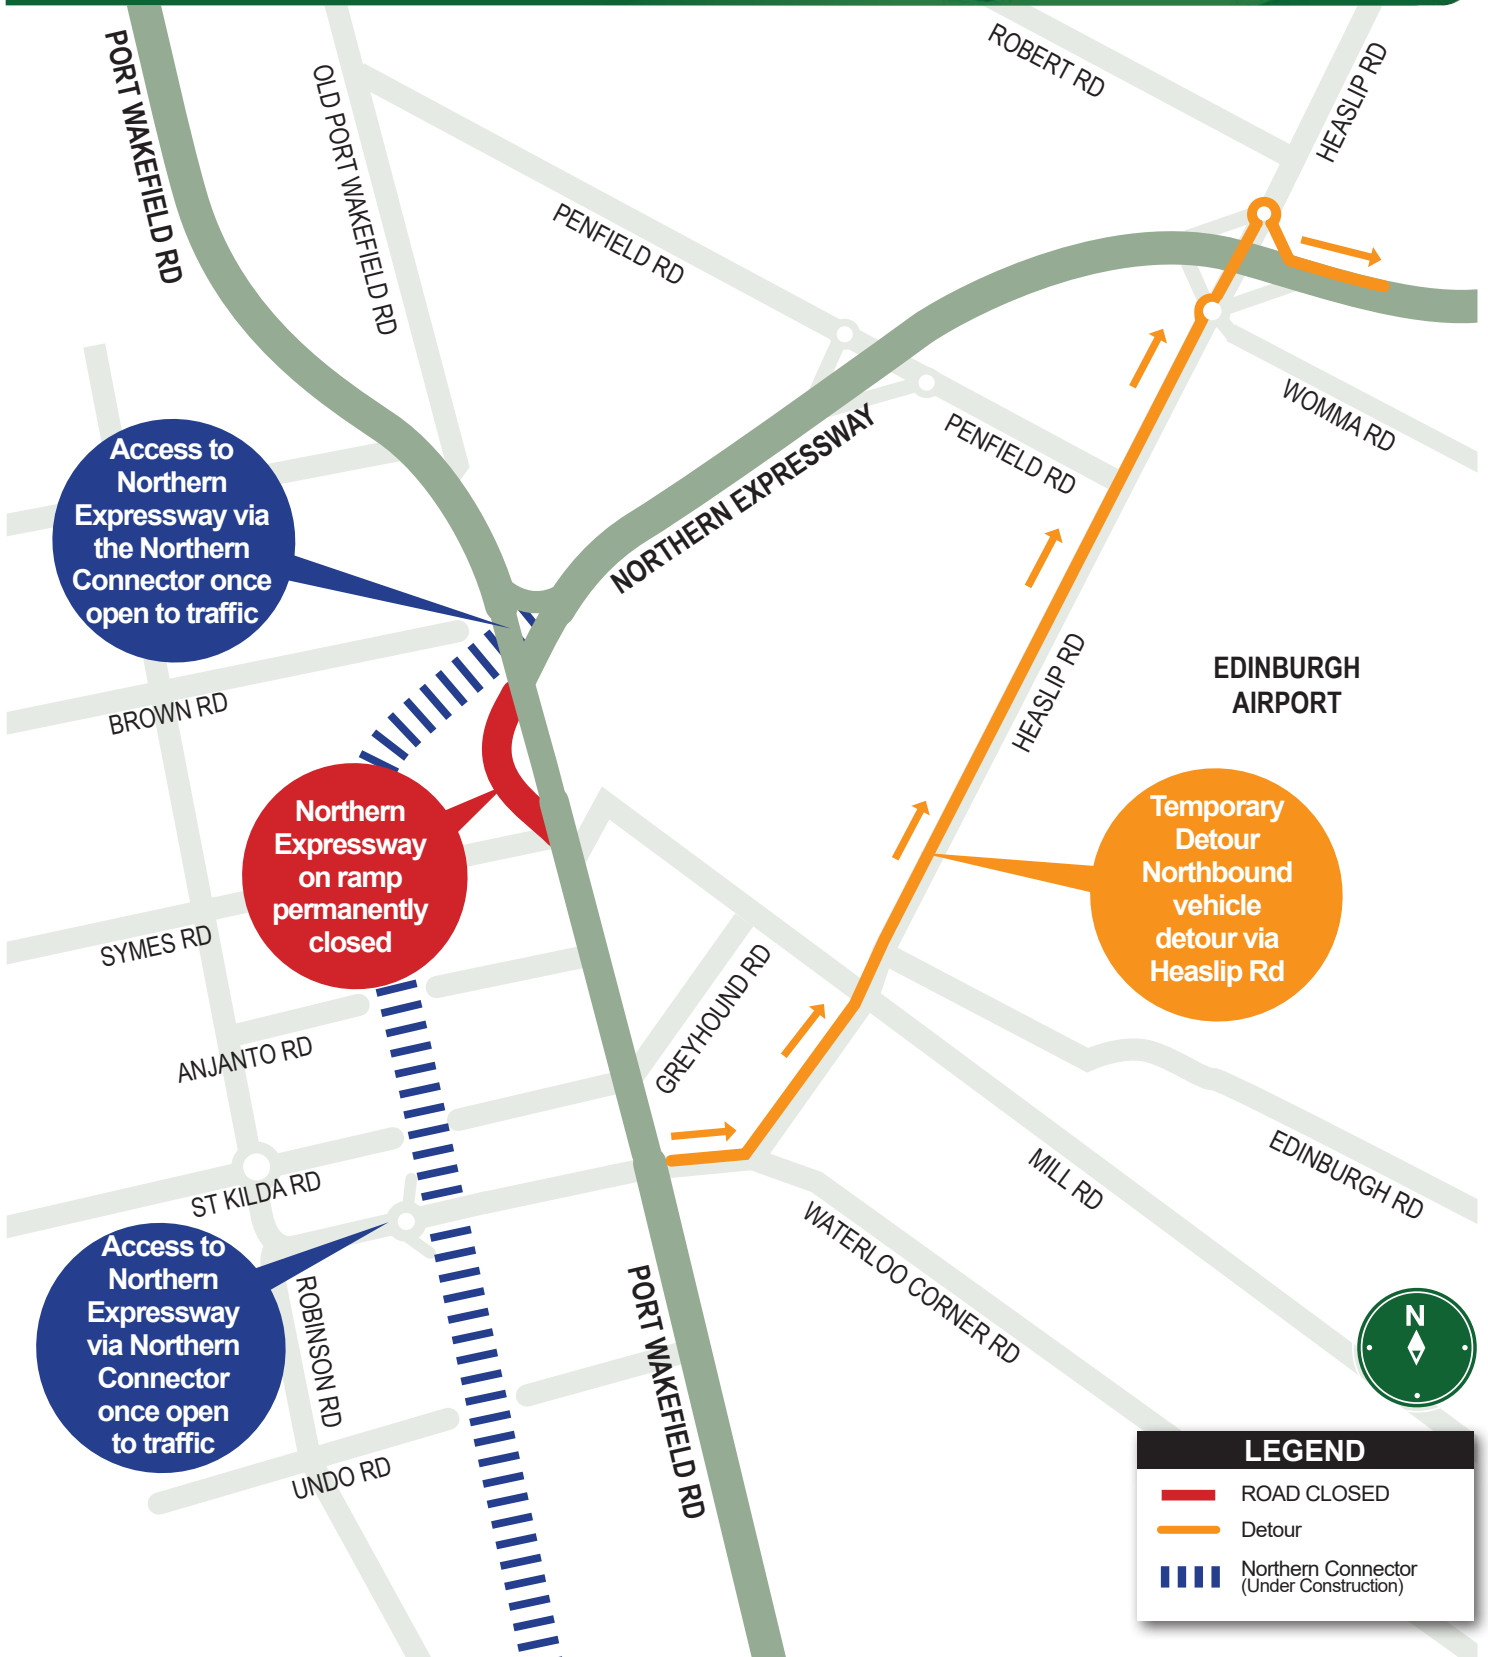 PORT WAKEFIELD RD
OLD PORT WAKEFIELD RD
ROBERT RD
HEASLIP RD
PENFIELD RD
WOMMA RD
PENFIELD RD
NORTHERN EXPRESSWAY
Access to
Northern
Expressway via
the Northern
Connector once
open to traffic
BROWN RD
HEASLIP RD
EDINBURGH
AIRPORT
Northern
Expressway
on ramp
permanently
closed
Temporary
Detour
Northbound
vehicle
detour via
Heaslip Rd
SYMES RD
GREYHOUND RD
ANJANTO RD
ST KILDA RD
MILL RD
EDINBURGH RD
WATERLOO CORNER RD
Access to
Northern
Expressway
via Northern
Connector
once open
to traffic
ROBINSON RD
PORT WAKEFIELD RD
UNDO RD
N
LEGEND
ROAD CLOSED
Detour
Northern Connector
(Under Construction)